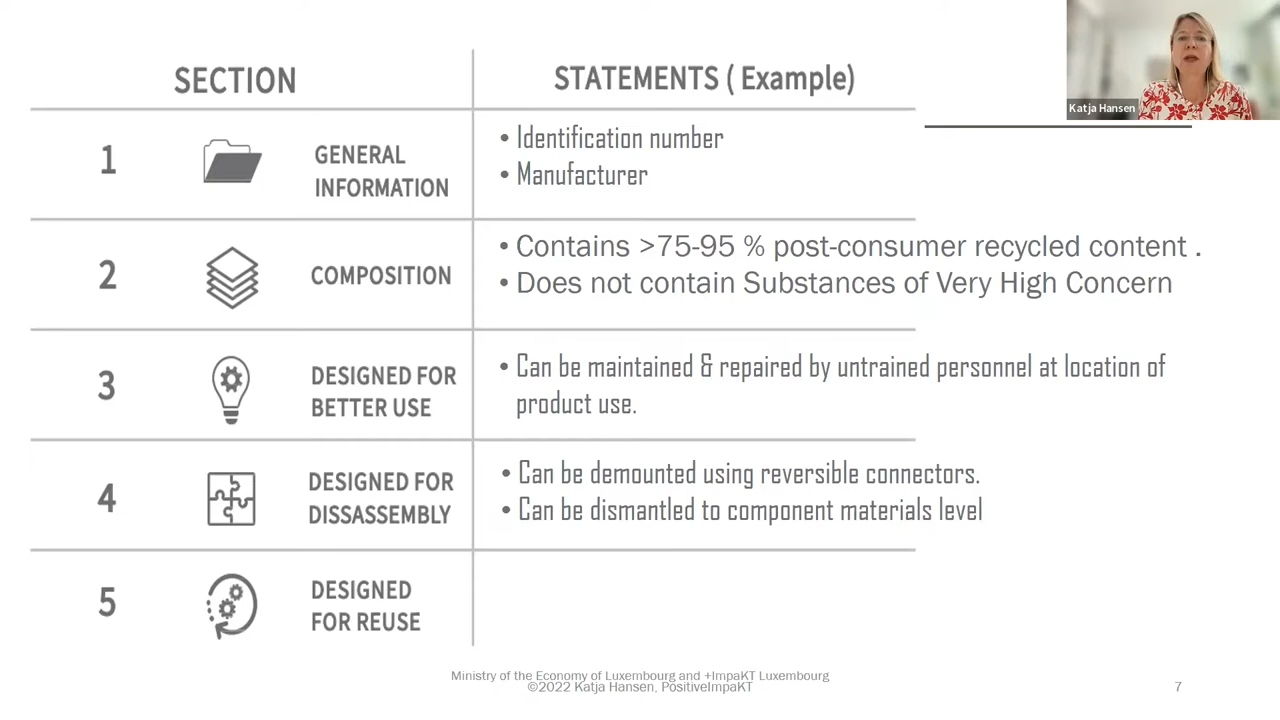 SECTION
STATEMENTS ( Example)
Katja Hansen
1
GENERAL
INFORMATION
• Identification number
• Manufacturer
2
COMPOSITION
• Contains >75-95 % post-consumer recycled content .
• Does not contain Substances of Very High Concern
3
DESIGNED FOR
BETTER USE
• Can be maintained & repaired by untrained personnel at location of
product use.
4
DESIGNED FOR
DISSASSEMBLY
• Can be demounted using reversible connectors.
• Can be dismantled to component materials level
5
DESIGNED
FOR REUSE
Ministry of the Economy of Luxembourg and +ImpaKT Luxembourg
©2022 Katja Hansen, PositiveImpaKT
7